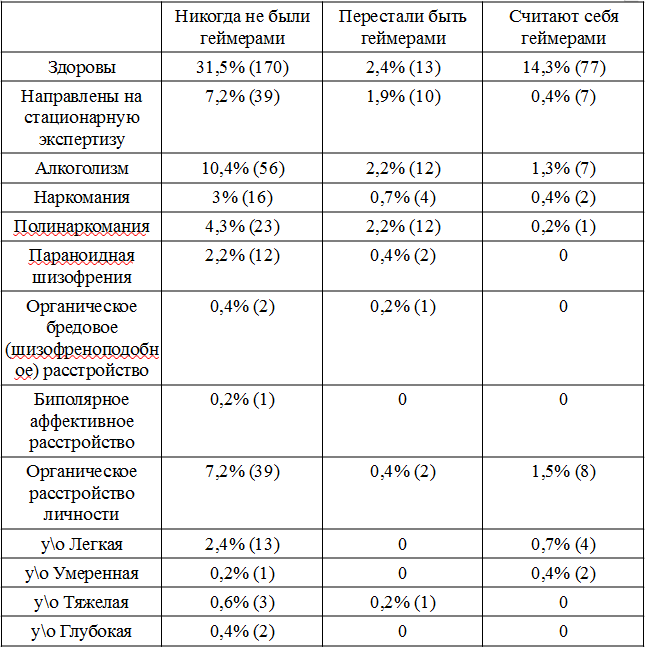 Никогда не были Перестали быть Считают себя
геймерами геймерами геймерами
Здоровы 31,5% (170) 2,4% (13) 14,3% (77)
Направлены на 7,2% (39) 1,9% (10) 0,4% (7)
стационарную
экспертизу
Алкоголизм 10,4% (56) 2,2% (12) 1,3% (7)
Наркомания 3% (16) 0,7% (4) 0,4% (2)
Полинаркомания 4,3% (23) 2,2% (12) 0,2% (1)
Параноидная 2,2% (12) 0,4% (2) 0
шизофрения
Органическое 0,4% (2) 0,2% (1) 0
бредовое
(шизофреноподобн
ое) расстройство
Биполярное 0,2% (1) 0 0
аффективное
расстройство
Органическое 7,2% (39) 0,4% (2) 1,5% (8)
расстройство
личности
у\о Легкая 2,4% (13) 0 0,7% (4)
у\о Умеренная 0,2% (1) 0 0,4% (2)
у\о Тяжелая 0,6% (3) 0,2% (1) 0
у\о Глубокая 0,4% (2) 0 0